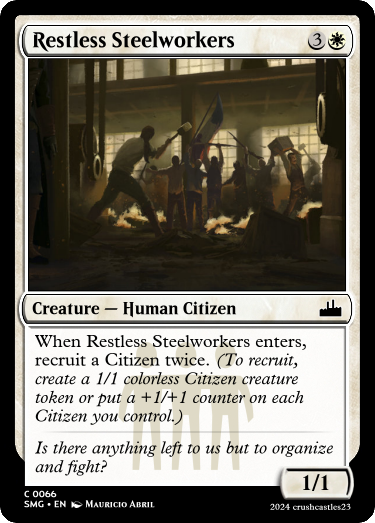 Restless Steelworkers 3
Creature — Human Citizen
When Restless Steelworkers enters,
recruit a Citizen twice. (To recruit,
create a 1/1 colorless Citizen creature
token or put a +1/+1 counter on each
Citizen you control.)
Is there anything left to us but to organize
and fight?
1/1
C 0066
SMG • EN Mauricio Abril
2024 crushcastles23